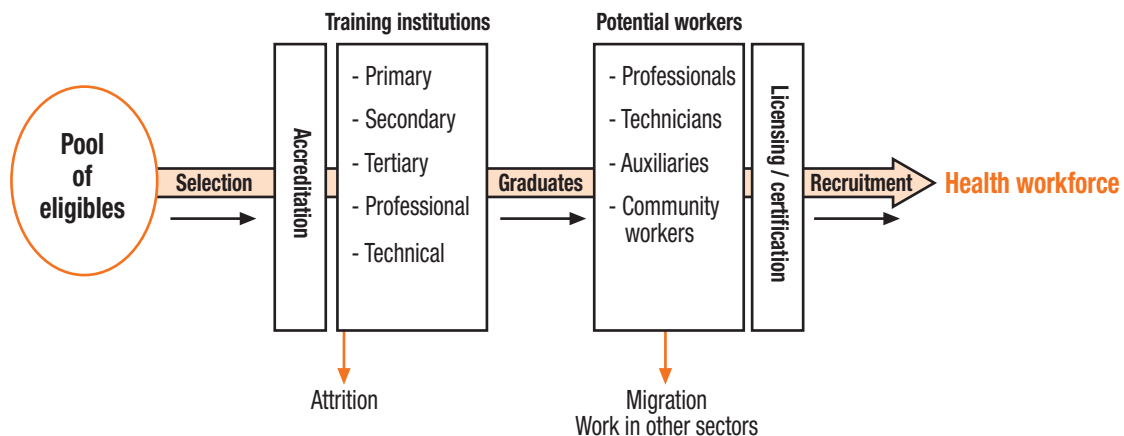 Training institutions
Potential workers
Pool
of
eligibles
Selection
Accreditation
- Primary
- Secondary
- Tertiary
- Professional
- Technical
Graduates
- Professionals
- Technicians
- Auxiliaries
- Community
workers
Licensing / certification
Recruitment
Health workforce
Attrition
Migration
Work in other sectors